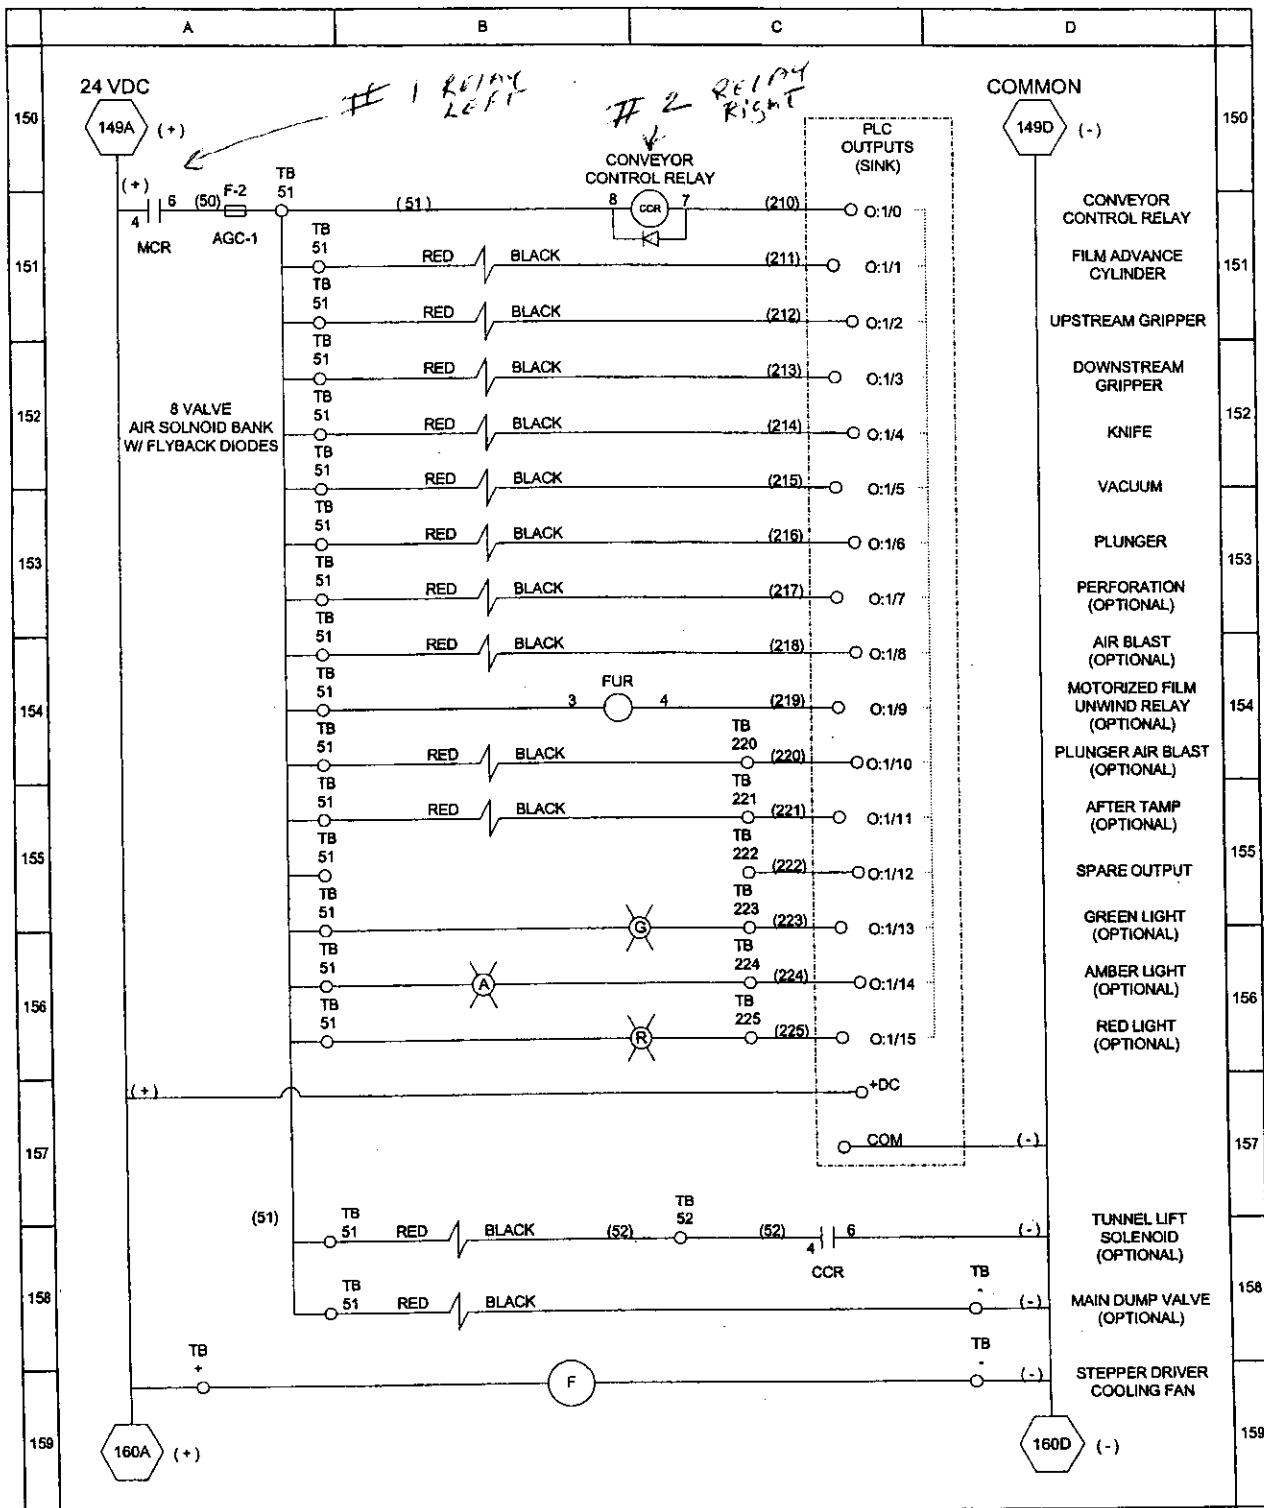 A B C D
# 1 RELAY
LEFT
# 2 RELAY
RIGHT
24 VDC
COMMON
150 149A (+)
149D (-) 150
PLC
OUTPUTS
(SINK)
CONVEYOR
CONTROL RELAY
(+) 4 6 (50) F-2 TB
51 (51) 8 CCR 7 (210) O:1/0
MCR AGC-1
CONVEYOR
CONTROL RELAY
TB
51 RED BLACK (211) O:1/1
FILM ADVANCE
CYLINDER
151 151
TB
51 RED BLACK (212) O:1/2 UPSTREAM GRIPPER
TB
51 RED BLACK (213) O:1/3
DOWNSTREAM
GRIPPER
8 VALVE
AIR SOLNOID BANK
W/ FLYBACK DIODES
152 152
TB
51 RED BLACK (214) O:1/4 KNIFE
TB
51 RED BLACK (215) O:1/5 VACUUM
TB
51 RED BLACK (216) O:1/6 PLUNGER
153 153
TB
51 RED BLACK (217) O:1/7
PERFORATION
(OPTIONAL)
TB
51 RED BLACK (218) O:1/8
AIR BLAST
(OPTIONAL)
TB
51 3 FUR 4 (219) O:1/9
MOTORIZED FILM
UNWIND RELAY
(OPTIONAL)
154 154
TB
51 RED BLACK TB
220 (220) O:1/10
PLUNGER AIR BLAST
(OPTIONAL)
TB
51 RED BLACK TB
221 (221) O:1/11
AFTER TAMP
(OPTIONAL)
155 155
TB
51 TB
222 (222) O:1/12 SPARE OUTPUT
TB
51 G TB
223 (223) O:1/13
GREEN LIGHT
(OPTIONAL)
TB
51 A TB
224 (224) O:1/14
AMBER LIGHT
(OPTIONAL)
156 156
TB
51 R TB
225 (225) O:1/15
RED LIGHT
(OPTIONAL)
(+) +DC
157 COM (-) 157
(51) TB
51 RED BLACK (52) TB
52 (52) 4 6 (-)
CCR
TUNNEL LIFT
SOLENOID
(OPTIONAL)
158 158
TB
51 RED BLACK TB
- (-)
MAIN DUMP VALVE
(OPTIONAL)
TB
+ F TB
- (-)
STEPPER DRIVER
COOLING FAN
159 160A (+) 160D (-) 159